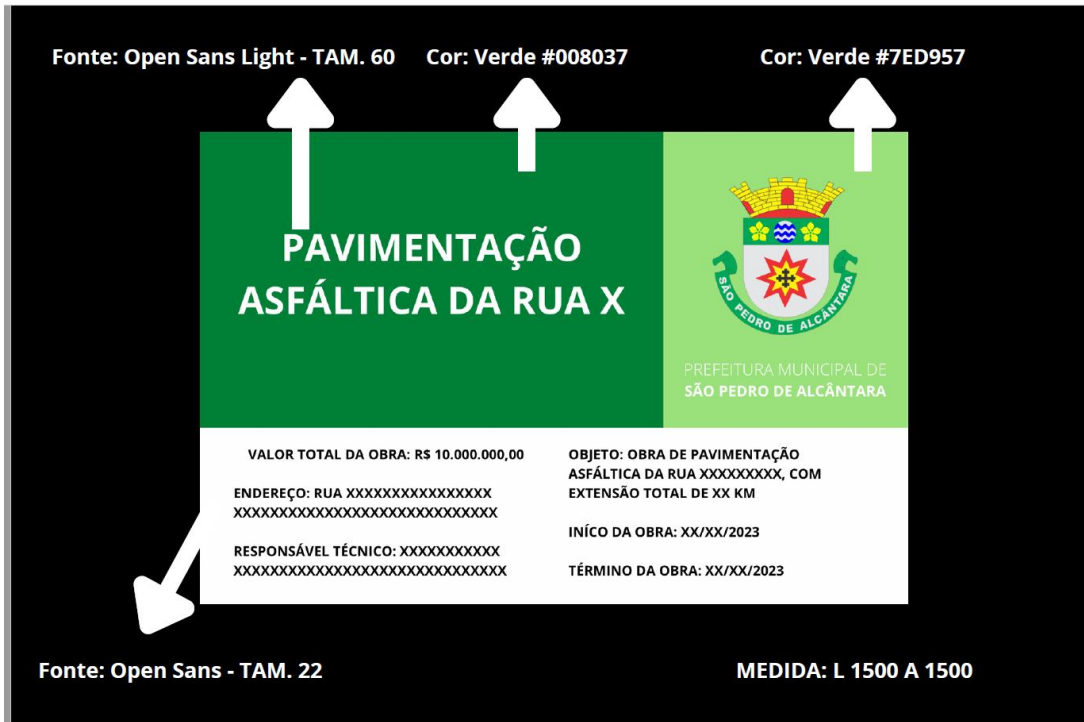 Fonte: Open Sans Light - TAM. 60
Cor: Verde #008037
Cor: Verde #7ED957
PAVIMENTAÇÃO
ASFÁLTICA DA RUA X
SÃO PEDRO DE ALCÂNTARA
PREFEITURA MUNICIPAL DE
SÃO PEDRO DE ALCÂNTARA
VALOR TOTAL DA OBRA: R$ 10.000.000,00
ENDEREÇO: RUA XXXXXXXXXXXXXXXX
XXXXXXXXXXXXXXXXXXXXXXXXXXXXX
RESPONSÁVEL TÉCNICO: XXXXXXXXXXX
XXXXXXXXXXXXXXXXXXXXXXXXXXXXXX
OBJETO: OBRA DE PAVIMENTAÇÃO
ASFÁLTICA DA RUA XXXXXXXXX, COM
EXTENSÃO TOTAL DE XX KM
INÍCO DA OBRA: XX/XX/2023
TÉRMINO DA OBRA: XX/XX/2023
Fonte: Open Sans - TAM. 22
MEDIDA: L 1500 A 1500